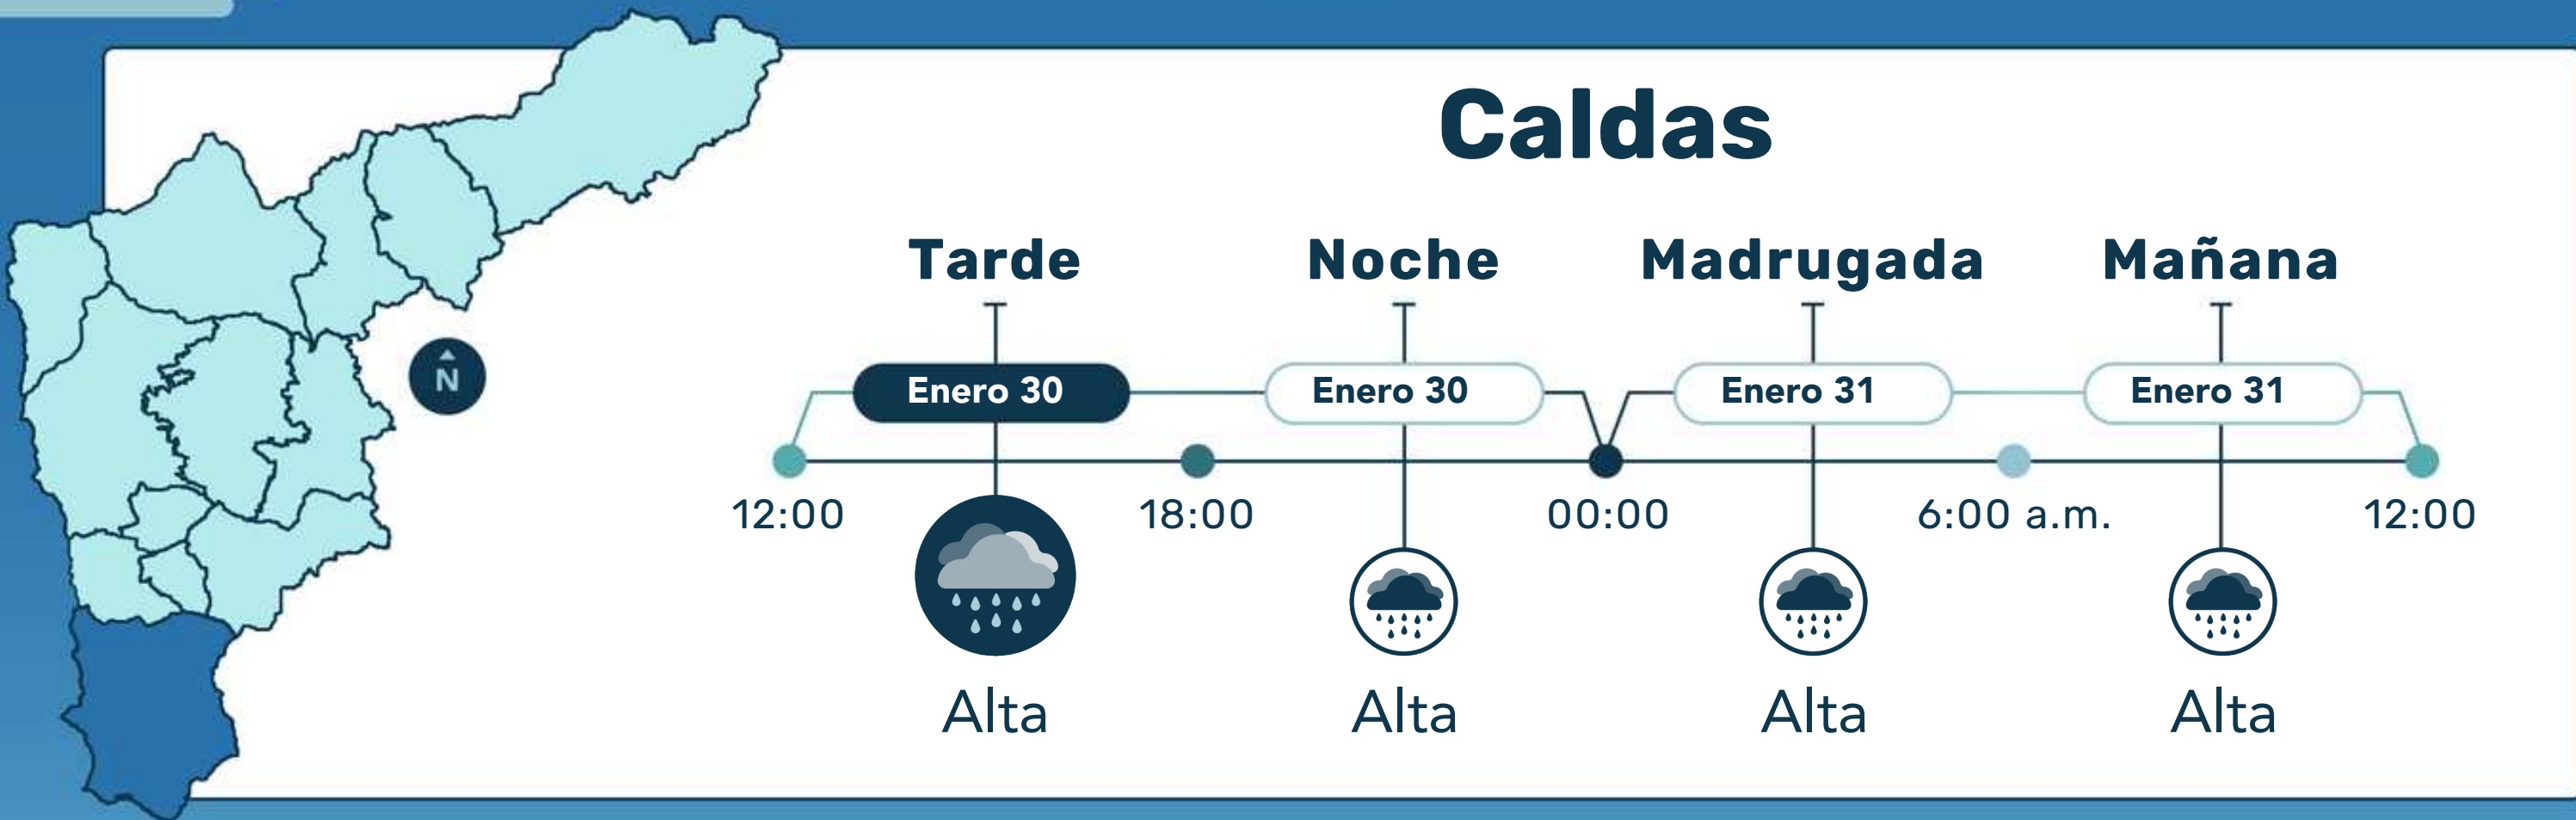 Caldas
Tarde Noche Madrugada Mañana
N
Enero 30 Enero 30 Enero 31 Enero 31
12:00 18:00 00:00 6:00 a.m. 12:00
Alta Alta Alta Alta